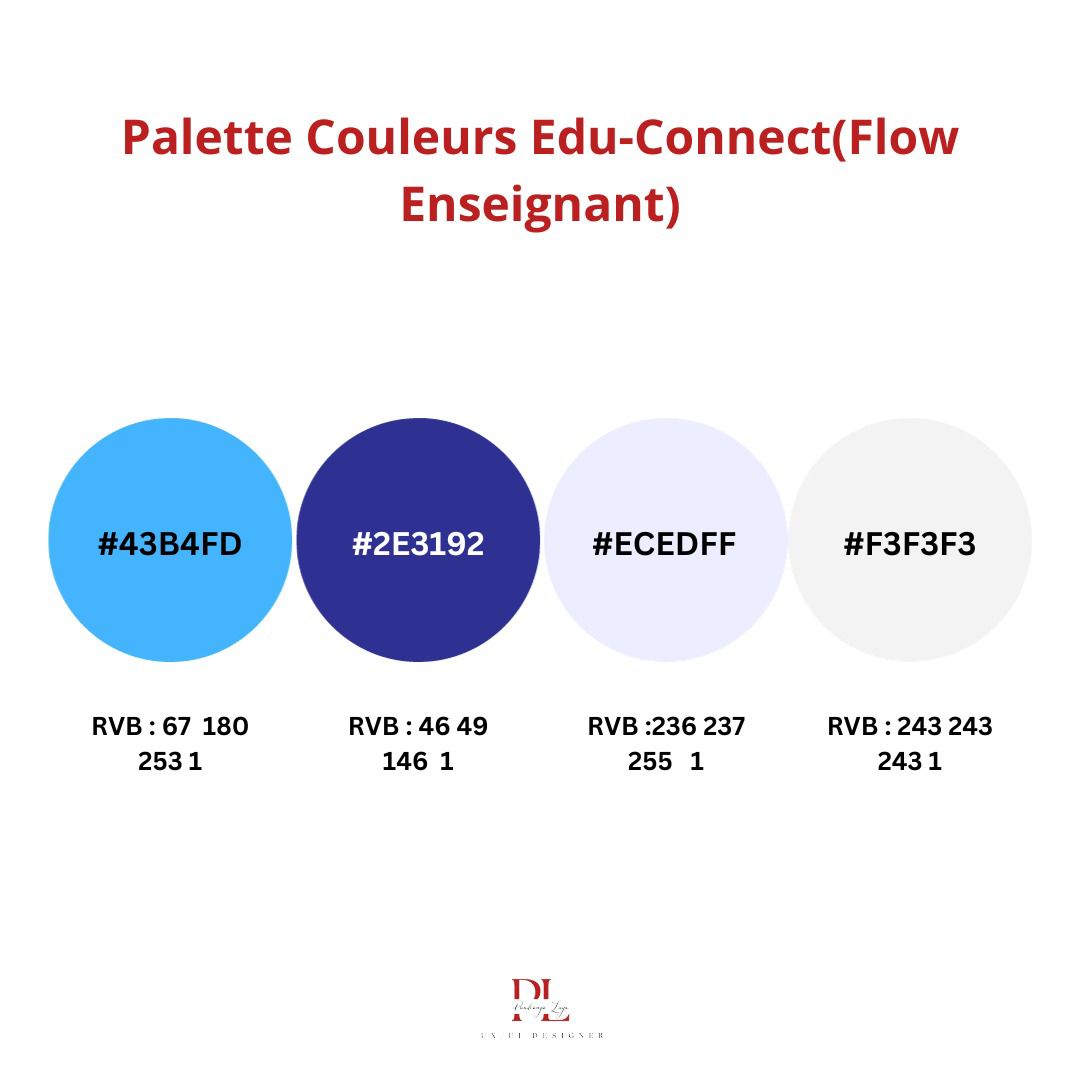 Palette Couleurs Edu-Connect(Flow
Enseignant)
#43B4FD
#2E3192
#ECEDFF
#F3F3F3
RVB : 67 180
253 1
RVB : 46 49
146 1
RVB :236 237
255 1
RVB : 243 243
243 1
PL
UX/UI DESIGNER